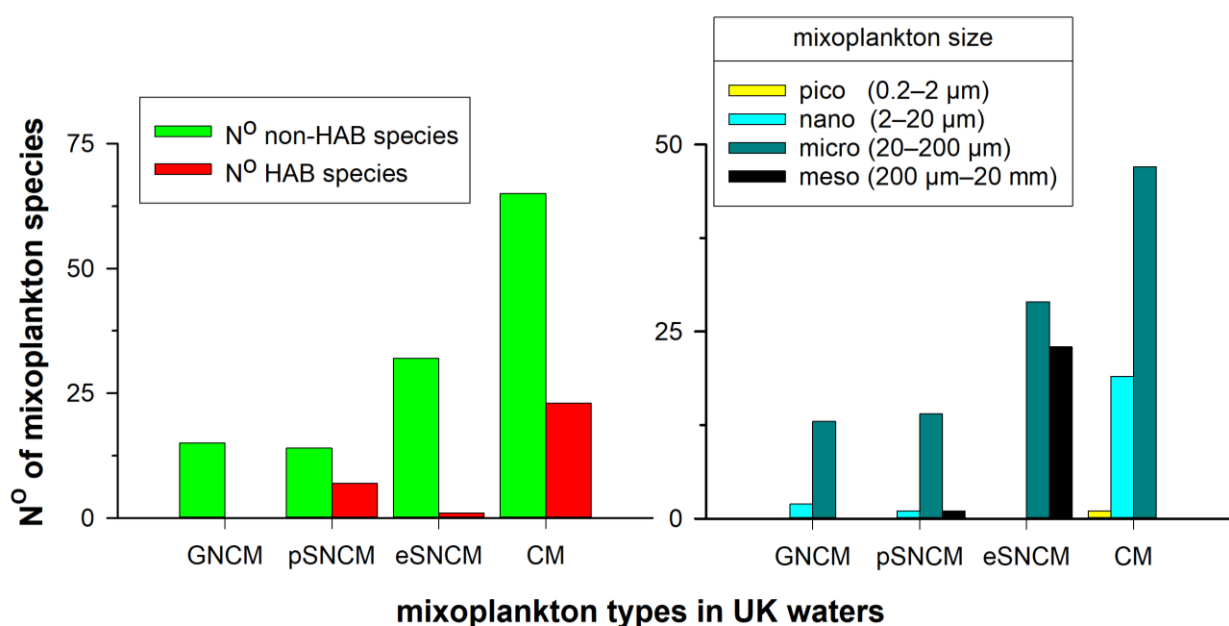 Nº of mixoplankton species
75
50
25
0
Nº non-HAB species
Nº HAB species
GNCM pSNCM eSNCM CM
mixoplankton size
pico (0.2–2 µm)
nano (2–20 µm)
micro (20–200 µm)
meso (200 µm–20 mm)
50
25
0
GNCM pSNCM eSNCM CM
mixoplankton types in UK waters